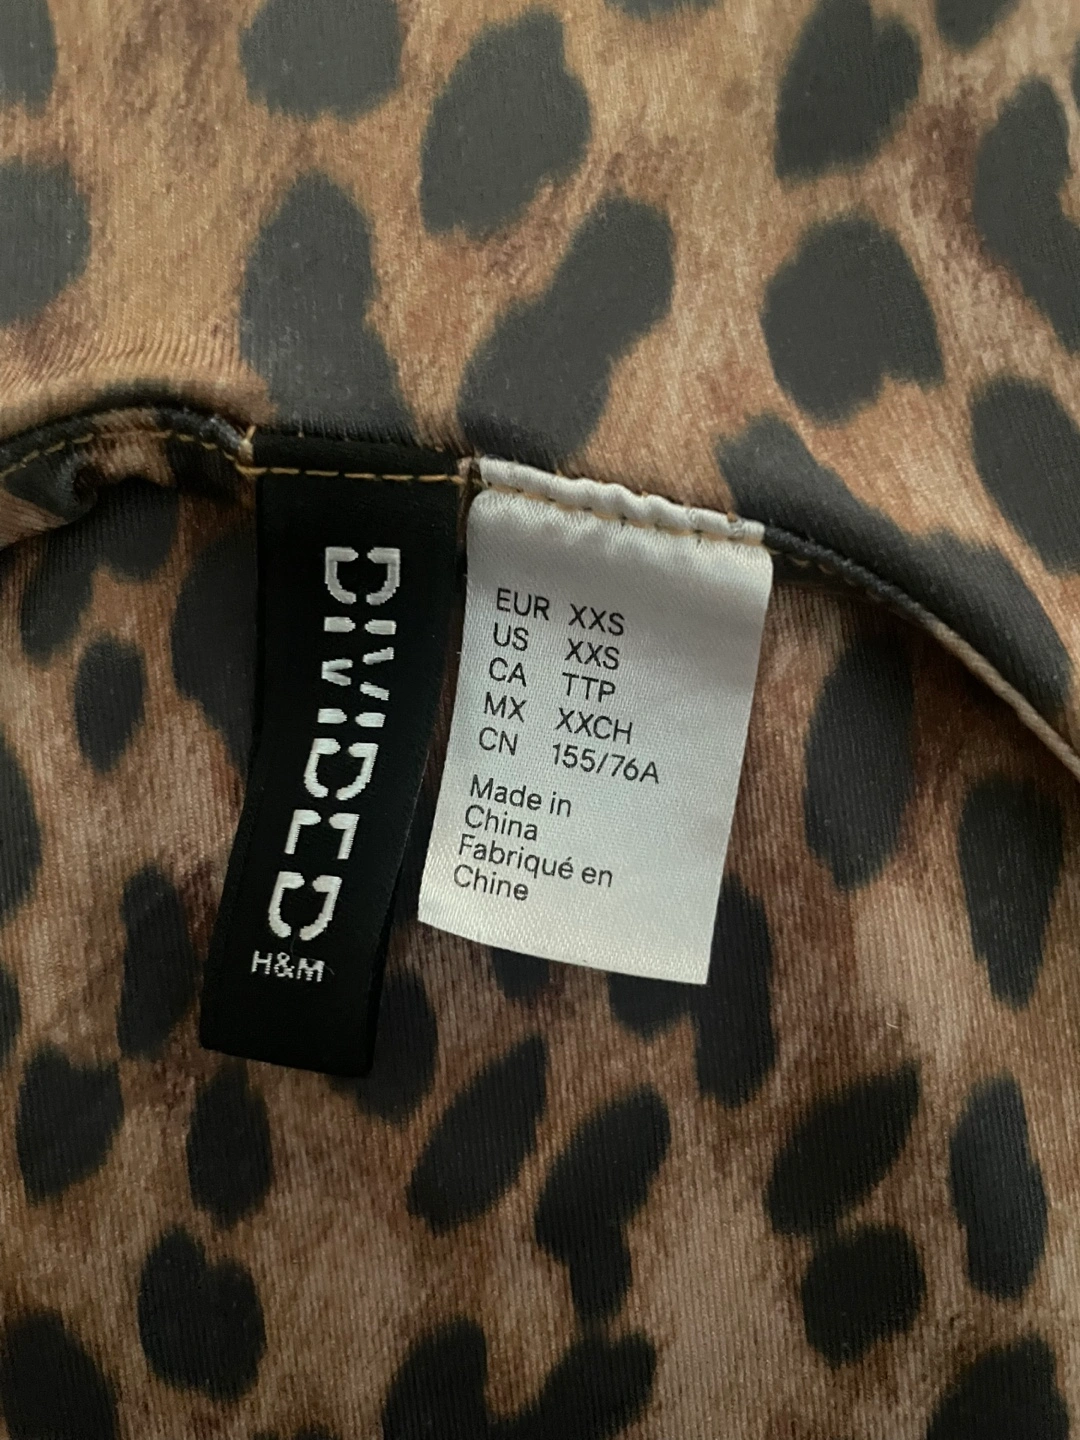 DIVIDED
H&M
EUR XXS
US XXS
CA TTP
MX XXCH
CN 155/76A
Made in
China
Fabriqué en
Chine